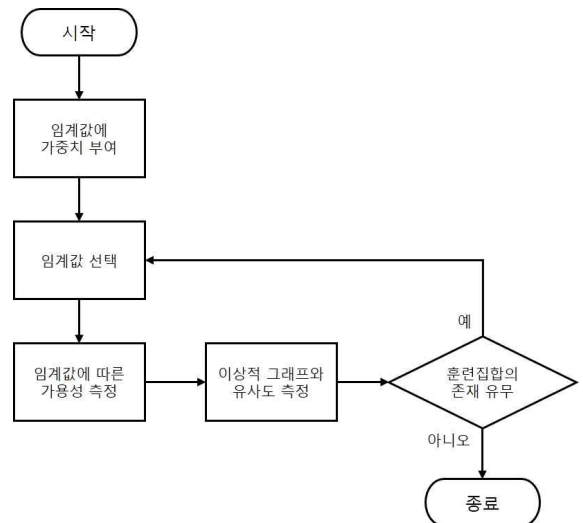 시작
임계값에
가중치 부여
임계값 선택
임계값에 따른
가용성 측정
이상적 그래프와
유사도 측정
예
훈련집합의
존재 유무
아니오
종료